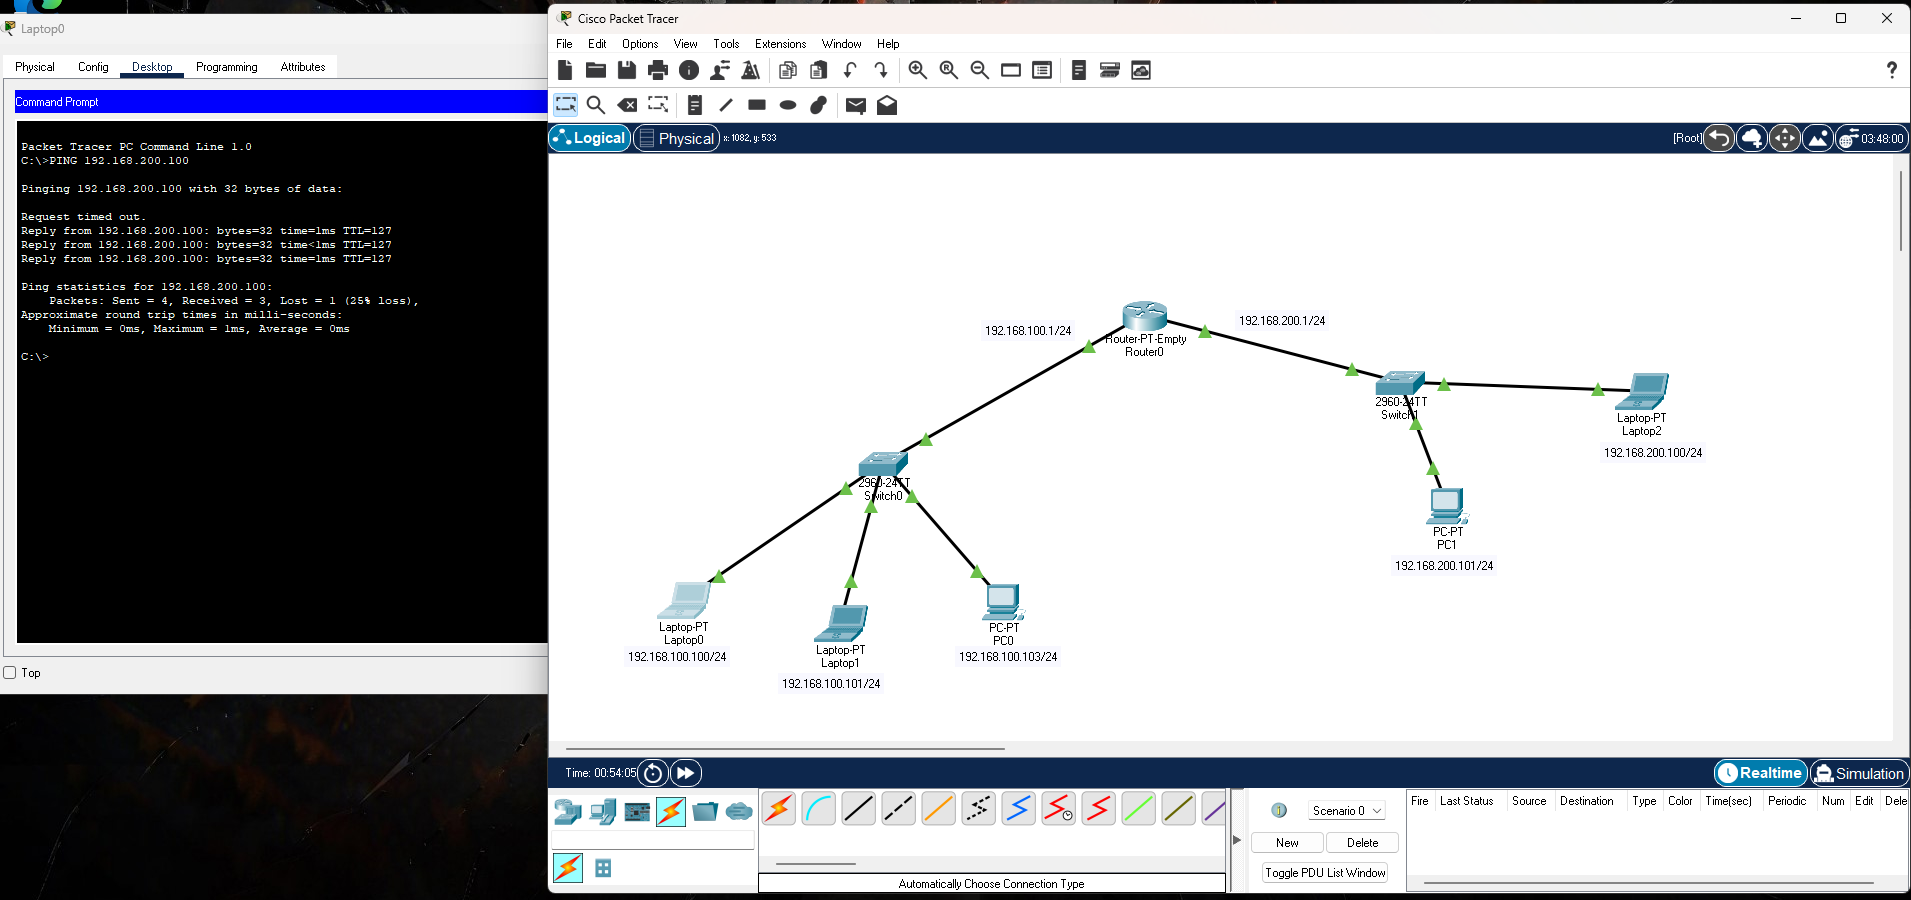 Laptop0
Physical Config Desktop Programming Attributes
Command Prompt
Packet Tracer PC Command Line 1.0
C:\>PING 192.168.200.100
Pinging 192.168.200.100 with 32 bytes of data:
Request timed out.
Reply from 192.168.200.100: bytes=32 time=1ms TTL=127
Reply from 192.168.200.100: bytes=32 time<1ms TTL=127
Reply from 192.168.200.100: bytes=32 time=1ms TTL=127
Ping statistics for 192.168.200.100:
Packets: Sent = 4, Received = 3, Lost = 1 (25% loss),
Approximate round trip times in milli-seconds:
Minimum = 0ms, Maximum = 1ms, Average = 0ms
C:\>
Top
Cisco Packet Tracer
File Edit Options View Tools Extensions Window Help
?
Logical Physical x: 1082, y: 533 [Root] 03:48:00
192.168.100.1/24
192.168.200.1/24
Router-PT-Empty
Router0
2960-24TT
Switch1
Laptop-PT
Laptop2
192.168.200.100/24
2960-24TT
Switch0
PC-PT
PC1
192.168.200.101/24
Laptop-PT
Laptop0
192.168.100.100/24
Laptop-PT
Laptop1
192.168.100.101/24
PC-PT
PC0
192.168.100.103/24
Time: 00:54:05 Realtime Simulation
Scenario 0
New Delete
Toggle PDU List Window
Fire Last Status Source Destination Type Color Time(sec) Periodic Num Edit Dele
Automatically Choose Connection Type